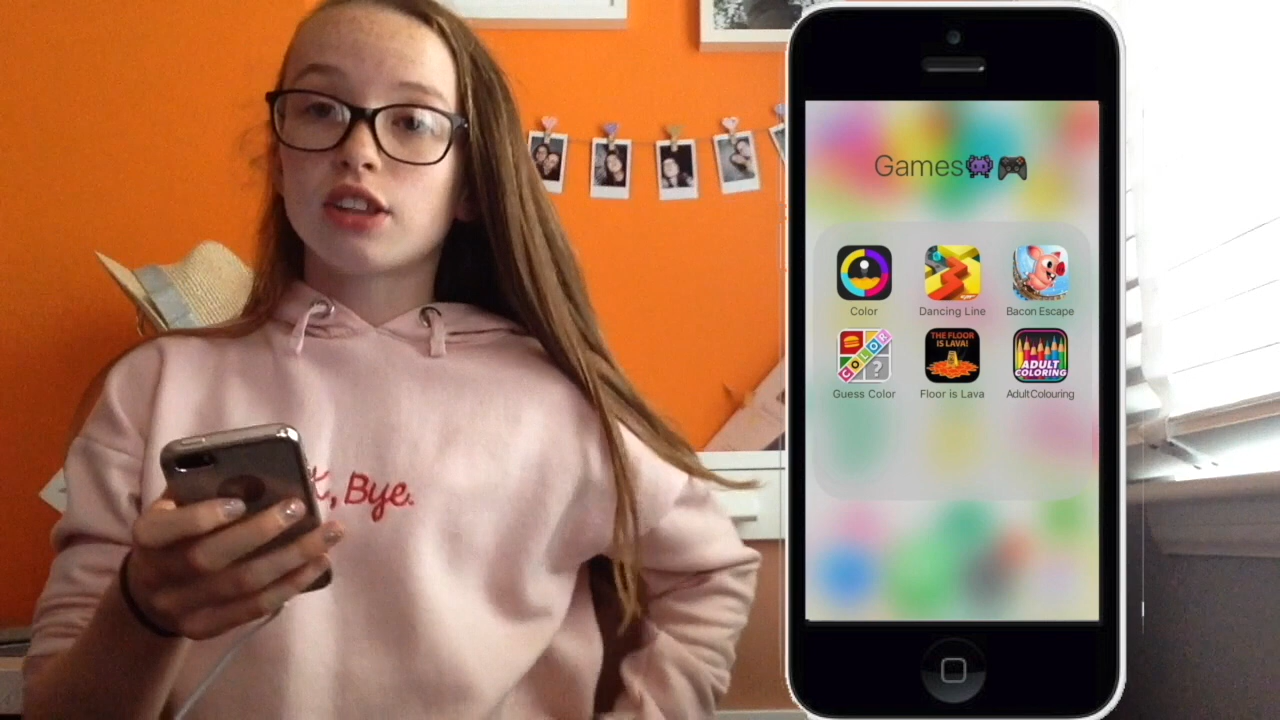 t, Bye.
Games👾🎮
Color
Dancing Line
Bacon Escape
COLOR
?
THE FLOOR
IS LAVA!
ADULT
COLORING
Guess Color
Floor is Lava
AdultColouring